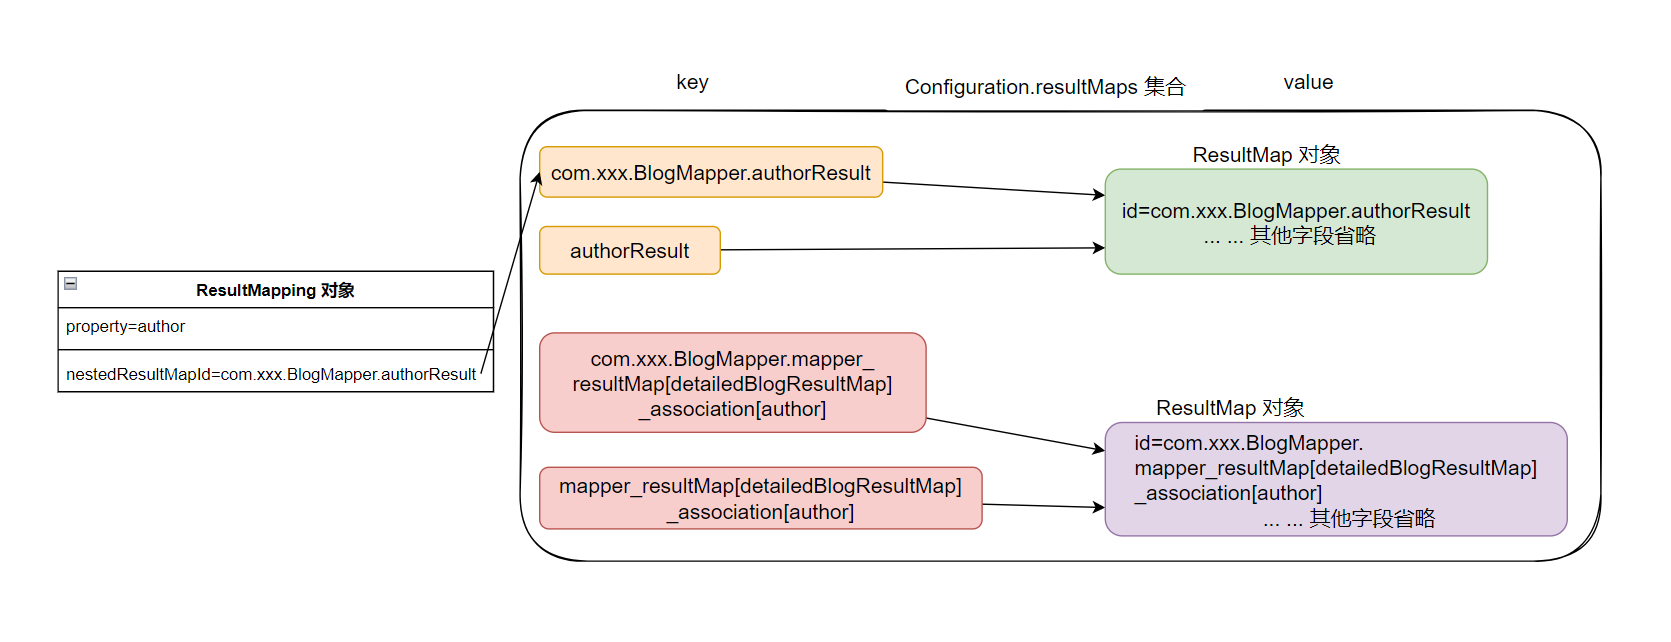 key
Configuration.resultMaps 集合
value
com.xxx.BlogMapper.authorResult
ResultMap 对象
id=com.xxx.BlogMapper.authorResult
... ... 其他字段省略
authorResult
ResultMapping 对象
property=author
nestedResultMapId=com.xxx.BlogMapper.authorResult
com.xxx.BlogMapper.mapper_
resultMap[detailedBlogResultMap]
_association[author]
mapper_resultMap[detailedBlogResultMap]
_association[author]
ResultMap 对象
id=com.xxx.BlogMapper.
mapper_resultMap[detailedBlogResultMap]
_association[author]
... ... 其他字段省略